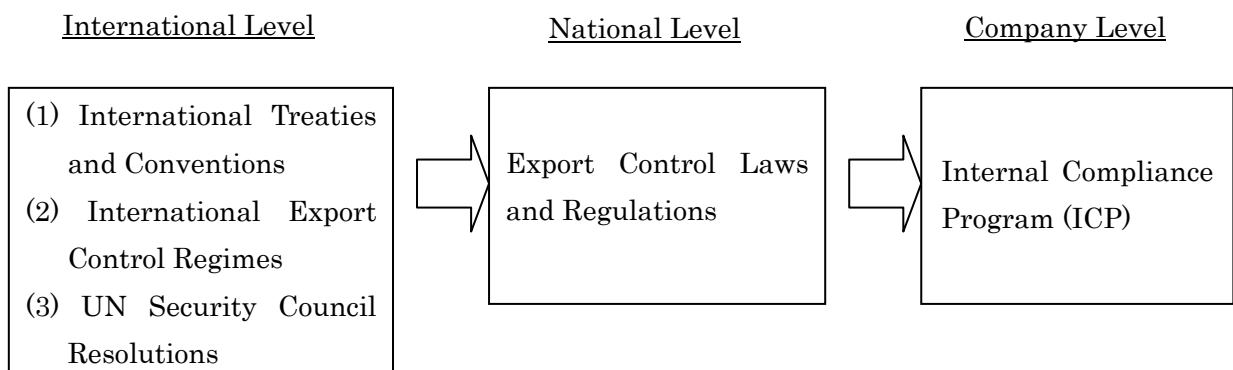 International Level
National Level
Company Level
(1) International Treaties
and Conventions
(2) International Export
Control Regimes
(3) UN Security Council
Resolutions
Export Control Laws
and Regulations
Internal Compliance
Program (ICP)